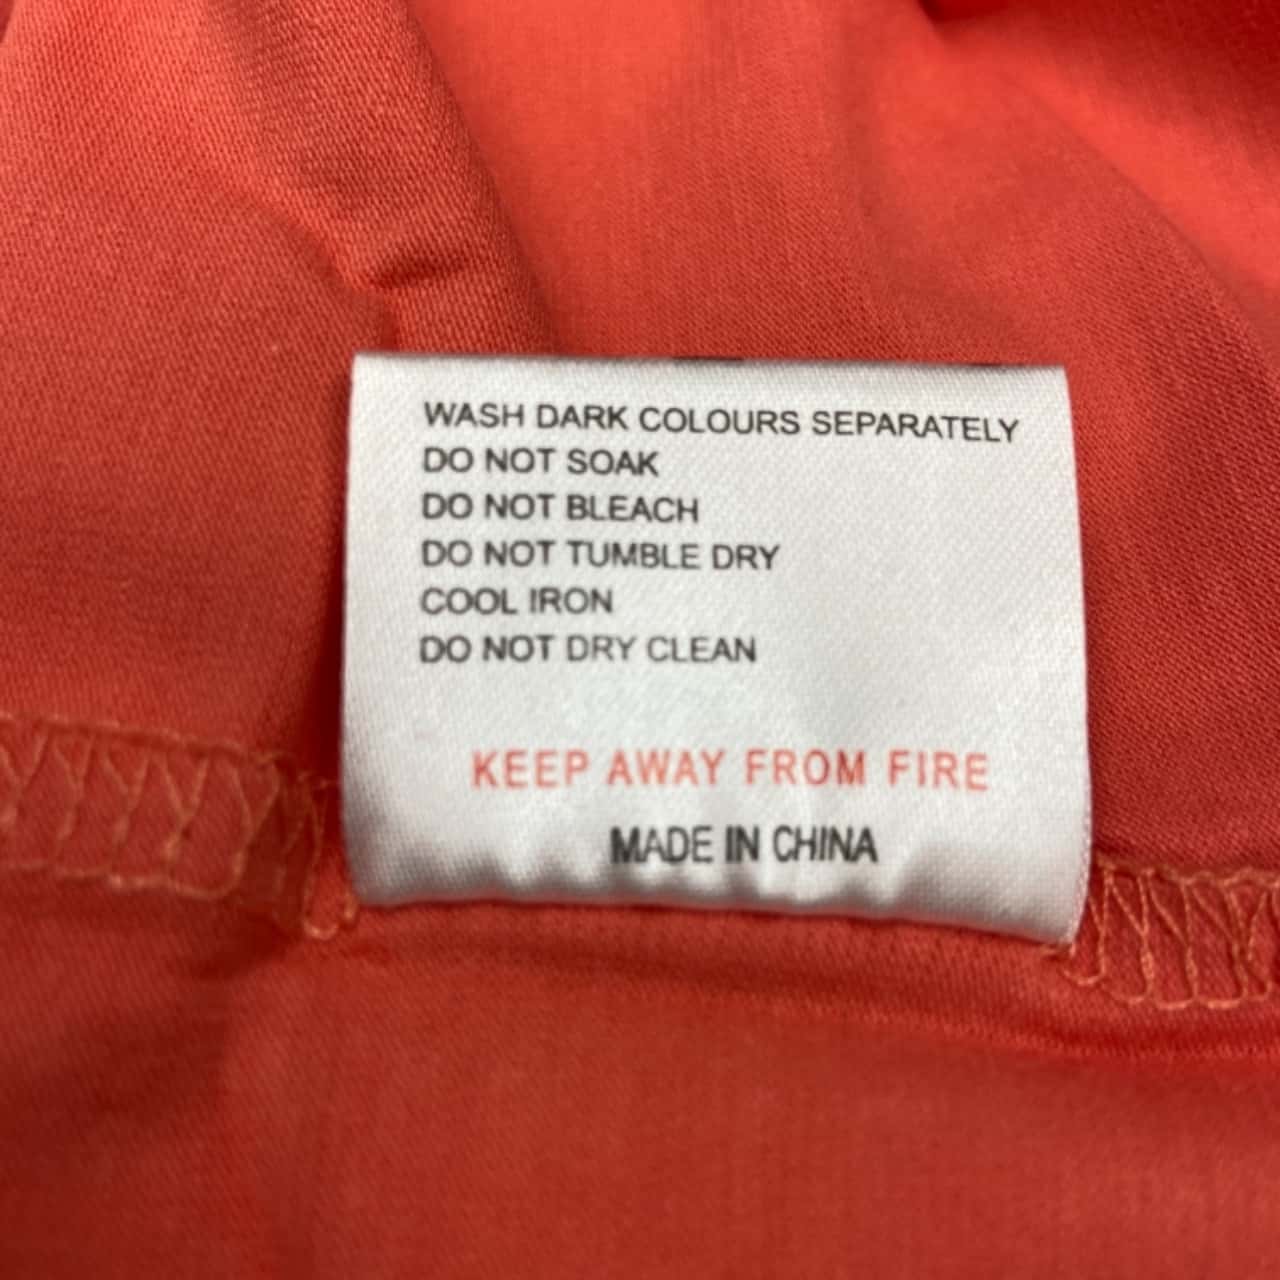 WASH DARK COLOURS SEPARATELY
DO NOT SOAK
DO NOT BLEACH
DO NOT TUMBLE DRY
COOL IRON
DO NOT DRY CLEAN
KEEP AWAY FROM FIRE
MADE IN CHINA